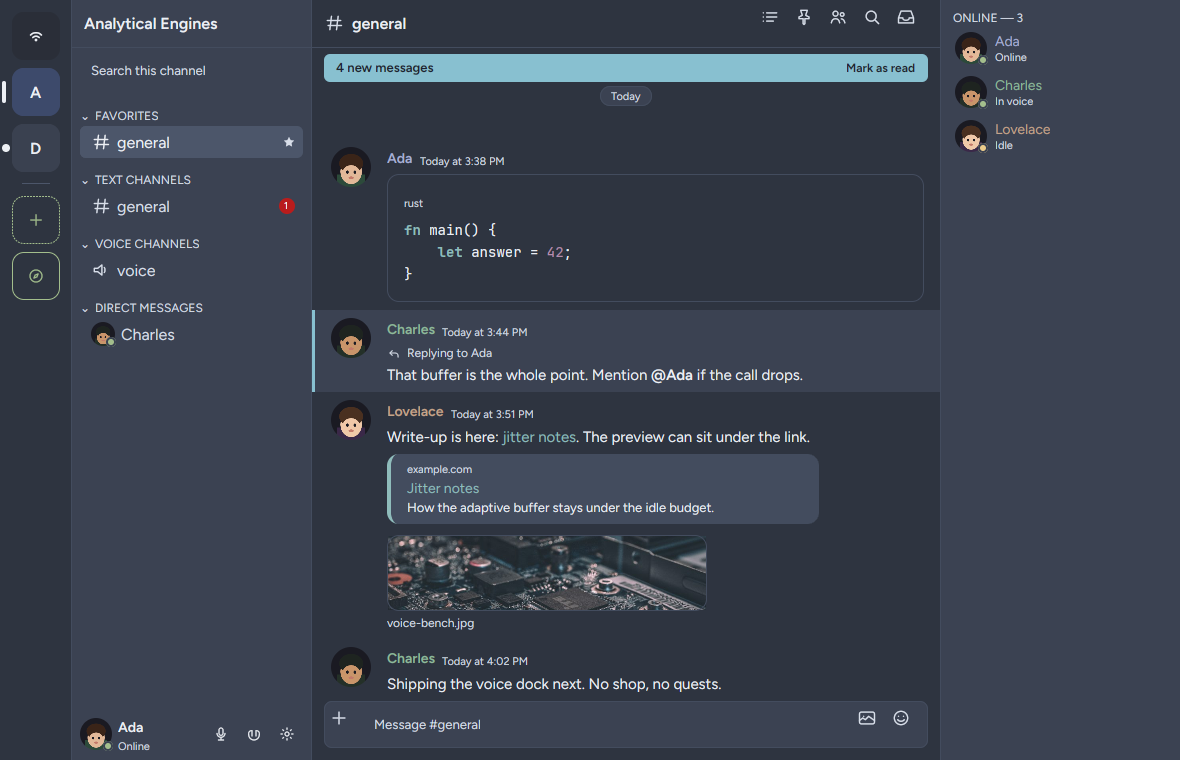 A
D
Analytical Engines
Search this channel
FAVORITES
general
TEXT CHANNELS
general
1
VOICE CHANNELS
voice
DIRECT MESSAGES
Charles
Ada
Online
# general
4 new messages
Mark as read
Today
Ada Today at 3:38 PM
rust
fn main() {
    let answer = 42;
}
Charles Today at 3:44 PM
Replying to Ada
That buffer is the whole point. Mention @Ada if the call drops.
Lovelace Today at 3:51 PM
Write-up is here: jitter notes. The preview can sit under the link.
example.com
Jitter notes
How the adaptive buffer stays under the idle budget.
voice-bench.jpg
Charles Today at 4:02 PM
Shipping the voice dock next. No shop, no quests.
Message #general
ONLINE — 3
Ada
Online
Charles
In voice
Lovelace
Idle